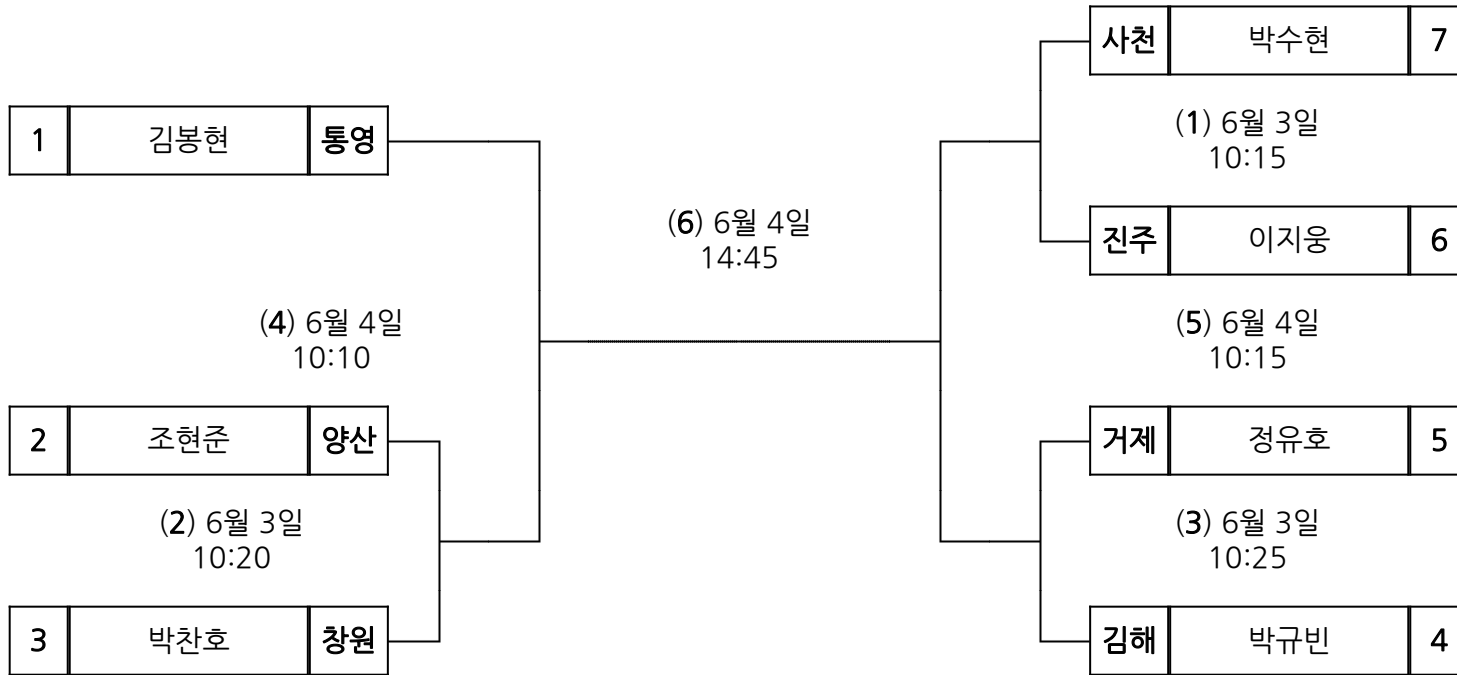 사천 박수현 7
(1) 6월 3일
10:15
1 김봉현 통영
진주 이지웅 6
(6) 6월 4일
14:45
(4) 6월 4일
10:10
(5) 6월 4일
10:15
2 조현준 양산
거제 정유호 5
(2) 6월 3일
10:20
(3) 6월 3일
10:25
3 박찬호 창원
김해 박규빈 4